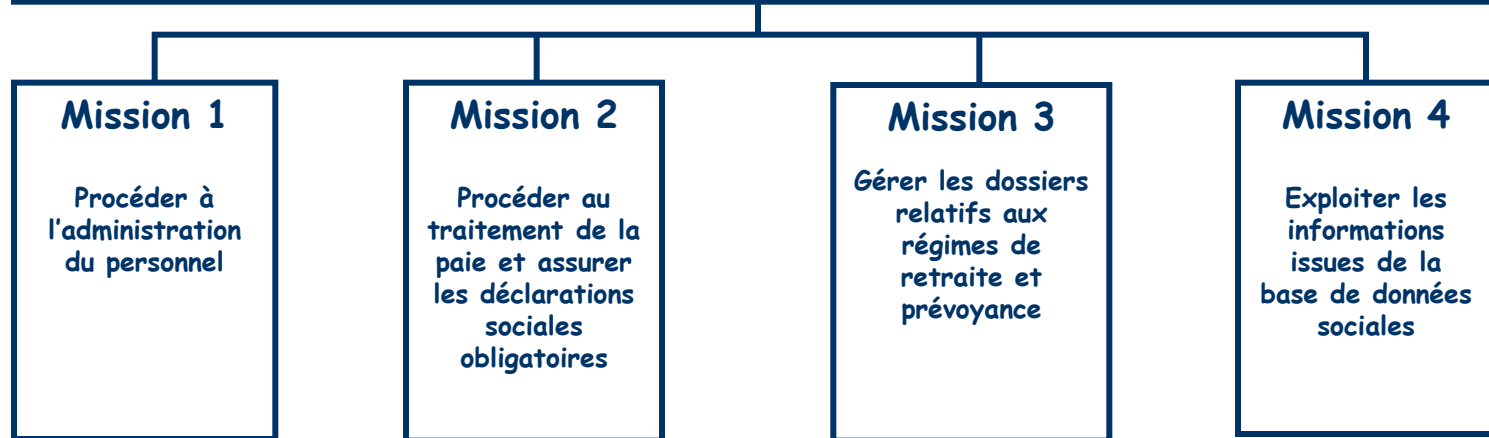 Mission 1
Procéder à
l'administration
du personnel
Mission 2
Procéder au
traitement de la
paie et assurer
les déclarations
sociales
obligatoires
Mission 3
Gérer les dossiers
relatifs aux
régimes de
retraite et
prévoyance
Mission 4
Exploiter les
informations
issues de la
base de données
sociales